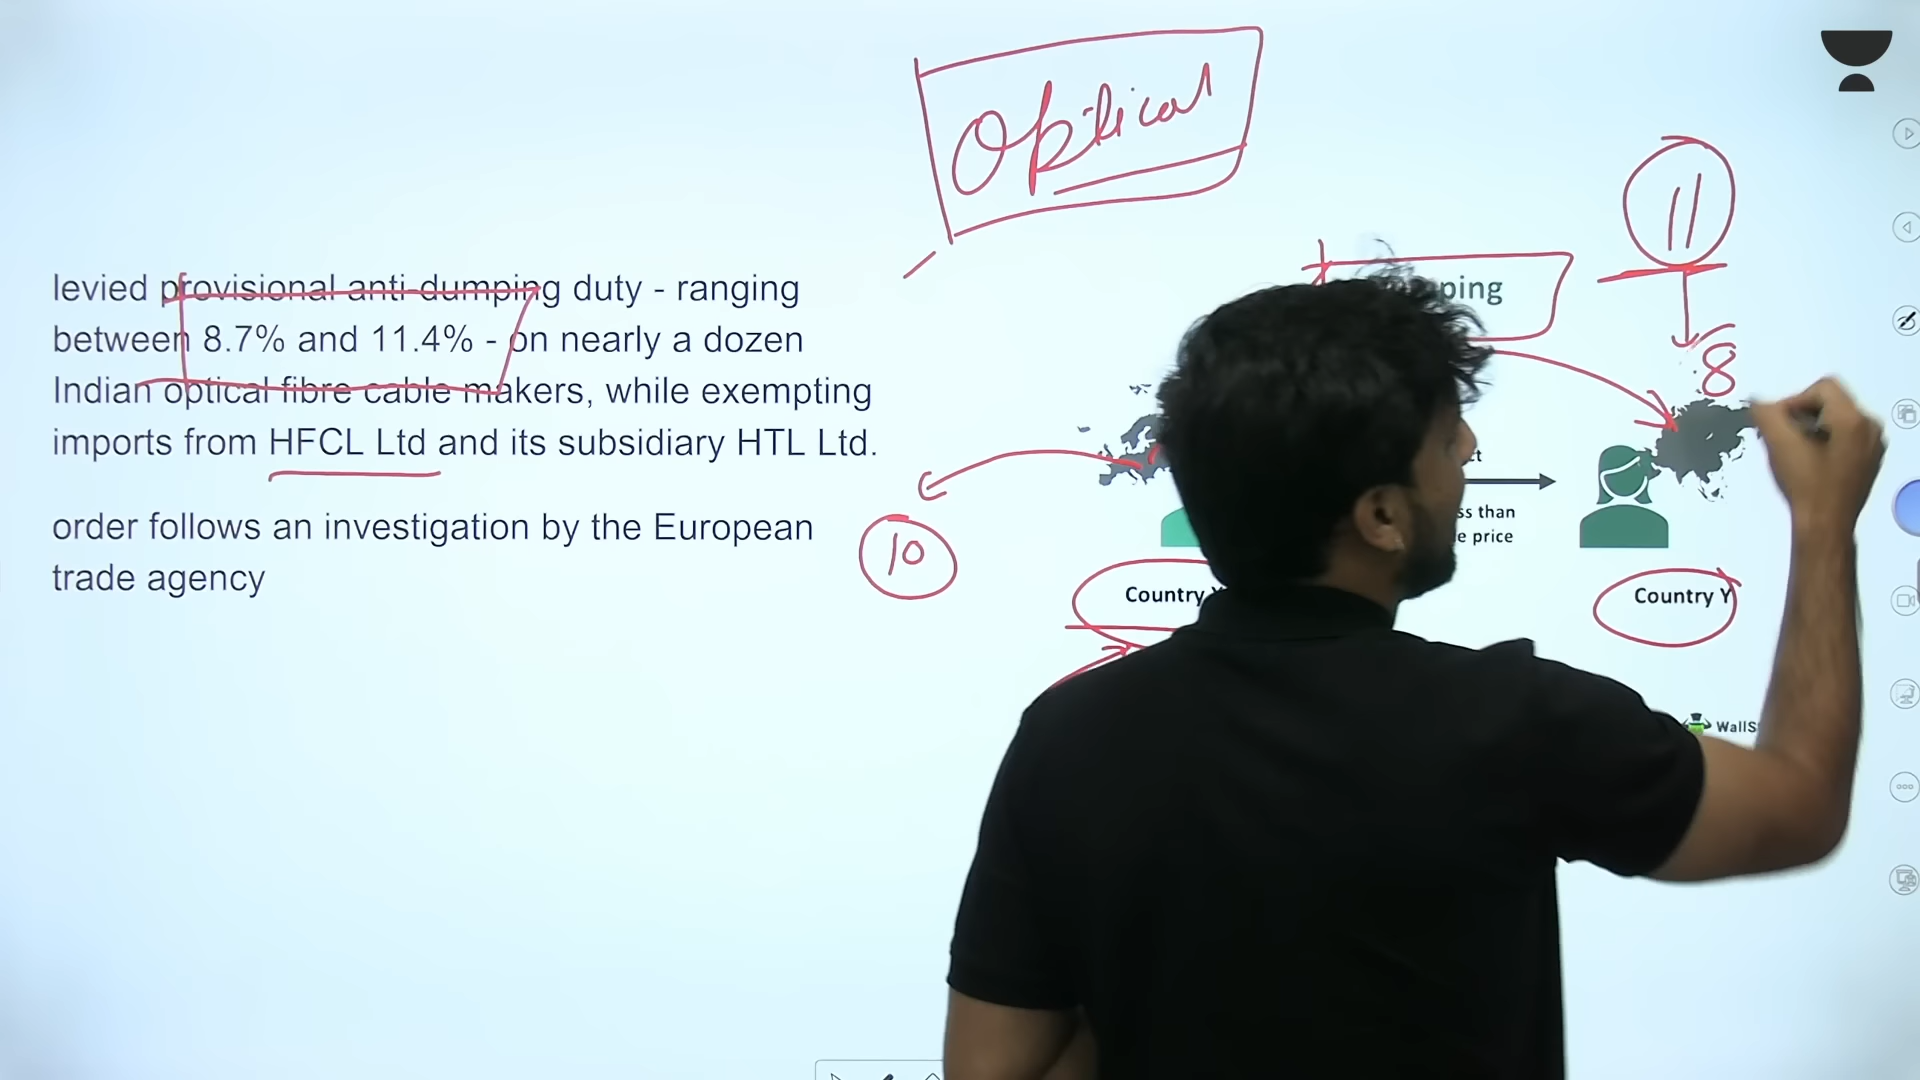 Optical
11
levied provisional anti-dumping duty - ranging
between 8.7% and 11.4% - on nearly a dozen
Indian optical fibre cable makers, while exempting
imports from HFCL Ltd and its subsidiary HTL Ltd.
order follows an investigation by the European
trade agency
ping
8
ct
ss than
e price
10
Country
Country Y
WallS